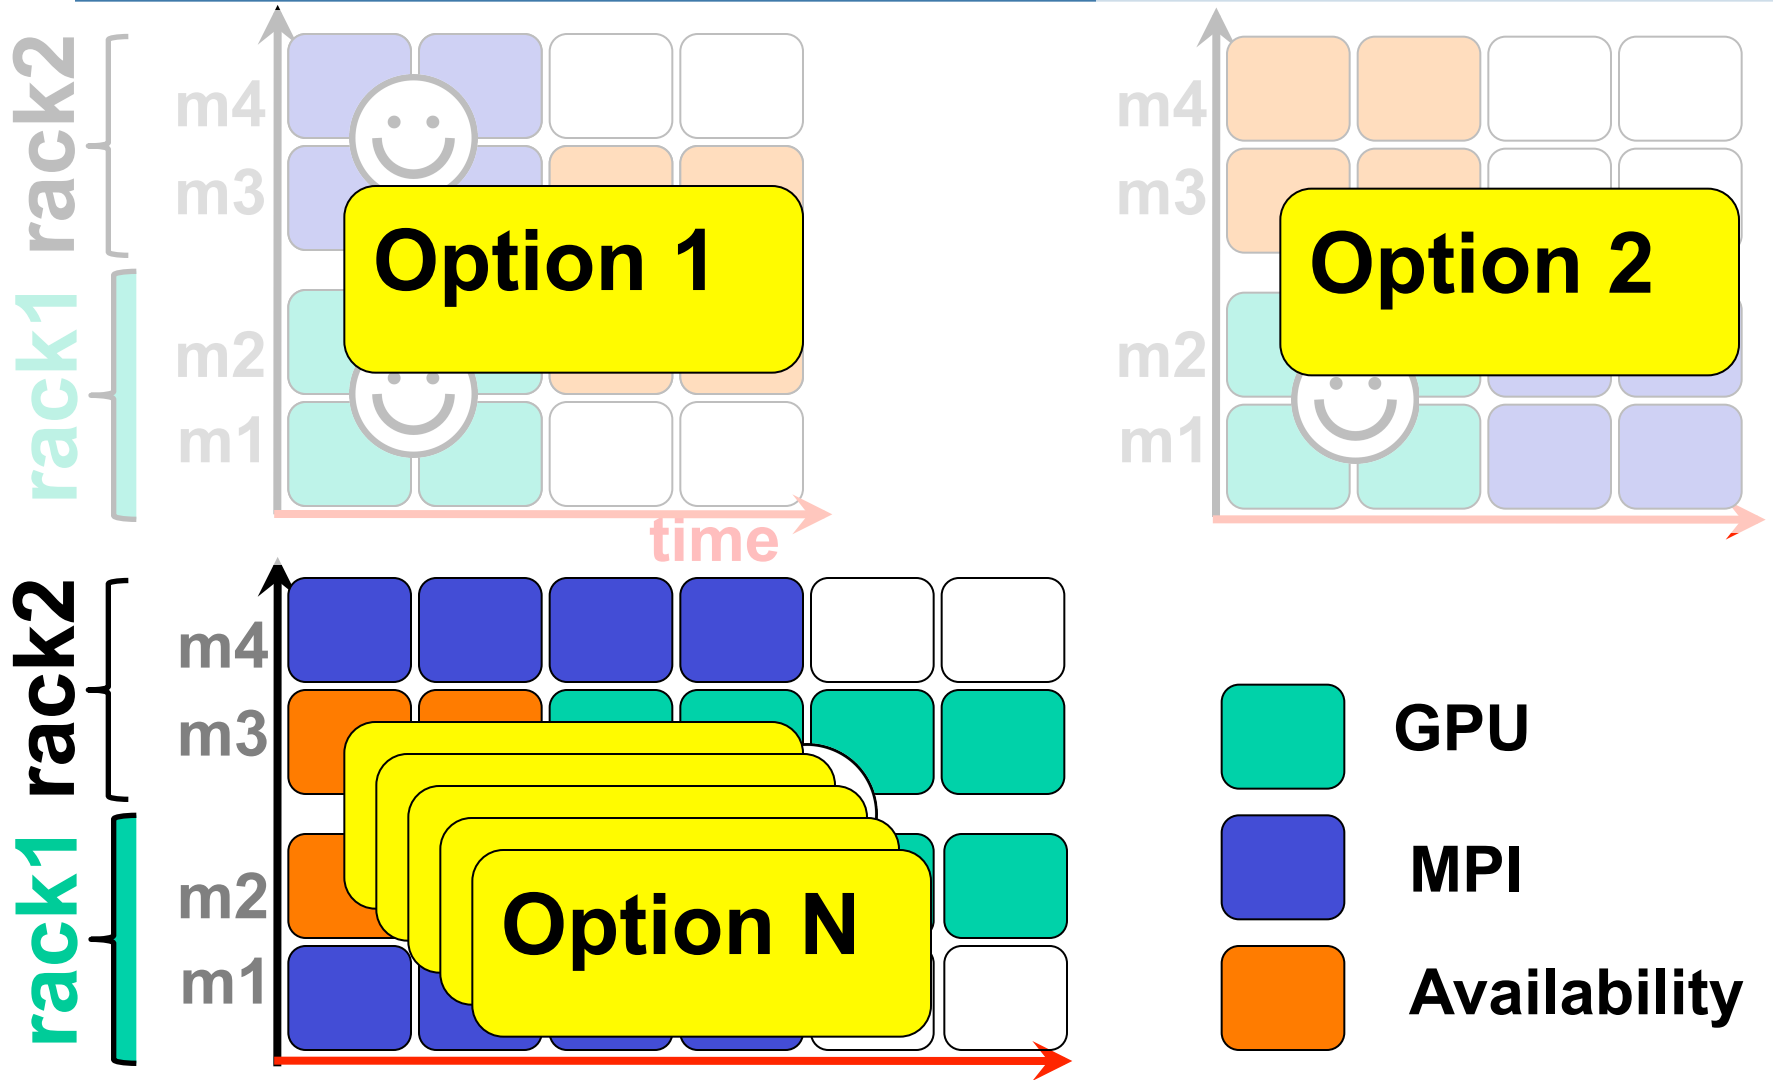 rack2
m4
m3
Option 1
rack1
m2
m1
time
m4
m3
Option 2
m2
m1
rack2
m4
m3
rack1
m2
m1
Option N
GPU
MPI
Availability